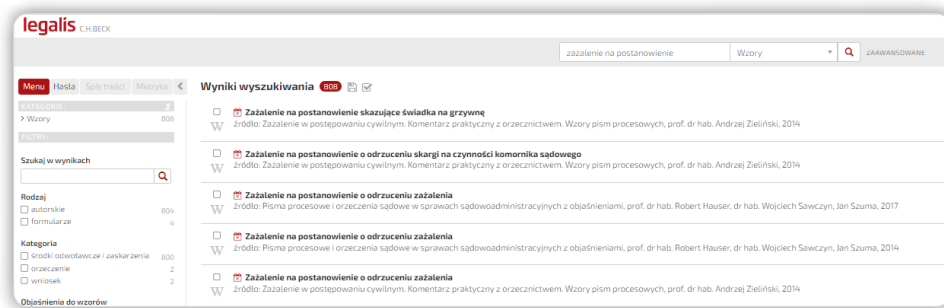 legalis C.H.BECK
zażalenie na postanowienie Wzory ZAAWANSOWANE
Menu Hasła Spis treści Metryka
Wyniki wyszukiwania 808
KATEGORIE: 2
> Wzory 808
FILTRY:
Szukaj w wynikach
Rodzaj
autorskie 804
formularze 4
Kategoria
środki odwoławcze i zaskarżenia 800
orzeczenie 2
wniosek 2
Objaśnienia do wzorów
Zażalenie na postanowienie skazujące świadka na grzywnę
W źródło: Zażalenie w postępowaniu cywilnym. Komentarz praktyczny z orzecznictwem. Wzory pism procesowych, prof. dr hab. Andrzej Zieliński, 2014
Zażalenie na postanowienie o odrzuceniu skargi na czynności komornika sądowego
W źródło: Zażalenie w postępowaniu cywilnym. Komentarz praktyczny z orzecznictwem. Wzory pism procesowych, prof. dr hab. Andrzej Zieliński, 2014
Zażalenie na postanowienie o odrzuceniu zażalenia
W źródło: Pisma procesowe i orzeczenia sądowe w sprawach sądowoadministracyjnych z objaśnieniami, prof. dr hab. Robert Hauser, dr hab. Wojciech Sawczyn, Jan Szuma, 2017
Zażalenie na postanowienie o odrzuceniu zażalenia
W źródło: Pisma procesowe i orzeczenia sądowe w sprawach sądowoadministracyjnych z objaśnieniami, prof. dr hab. Robert Hauser, dr hab. Wojciech Sawczyn, Jan Szuma, 2014
Zażalenie na postanowienie o odrzuceniu zażalenia
W źródło: Zażalenie w postępowaniu cywilnym. Komentarz praktyczny z orzecznictwem. Wzory pism procesowych, prof. dr hab. Andrzej Zieliński, 2014